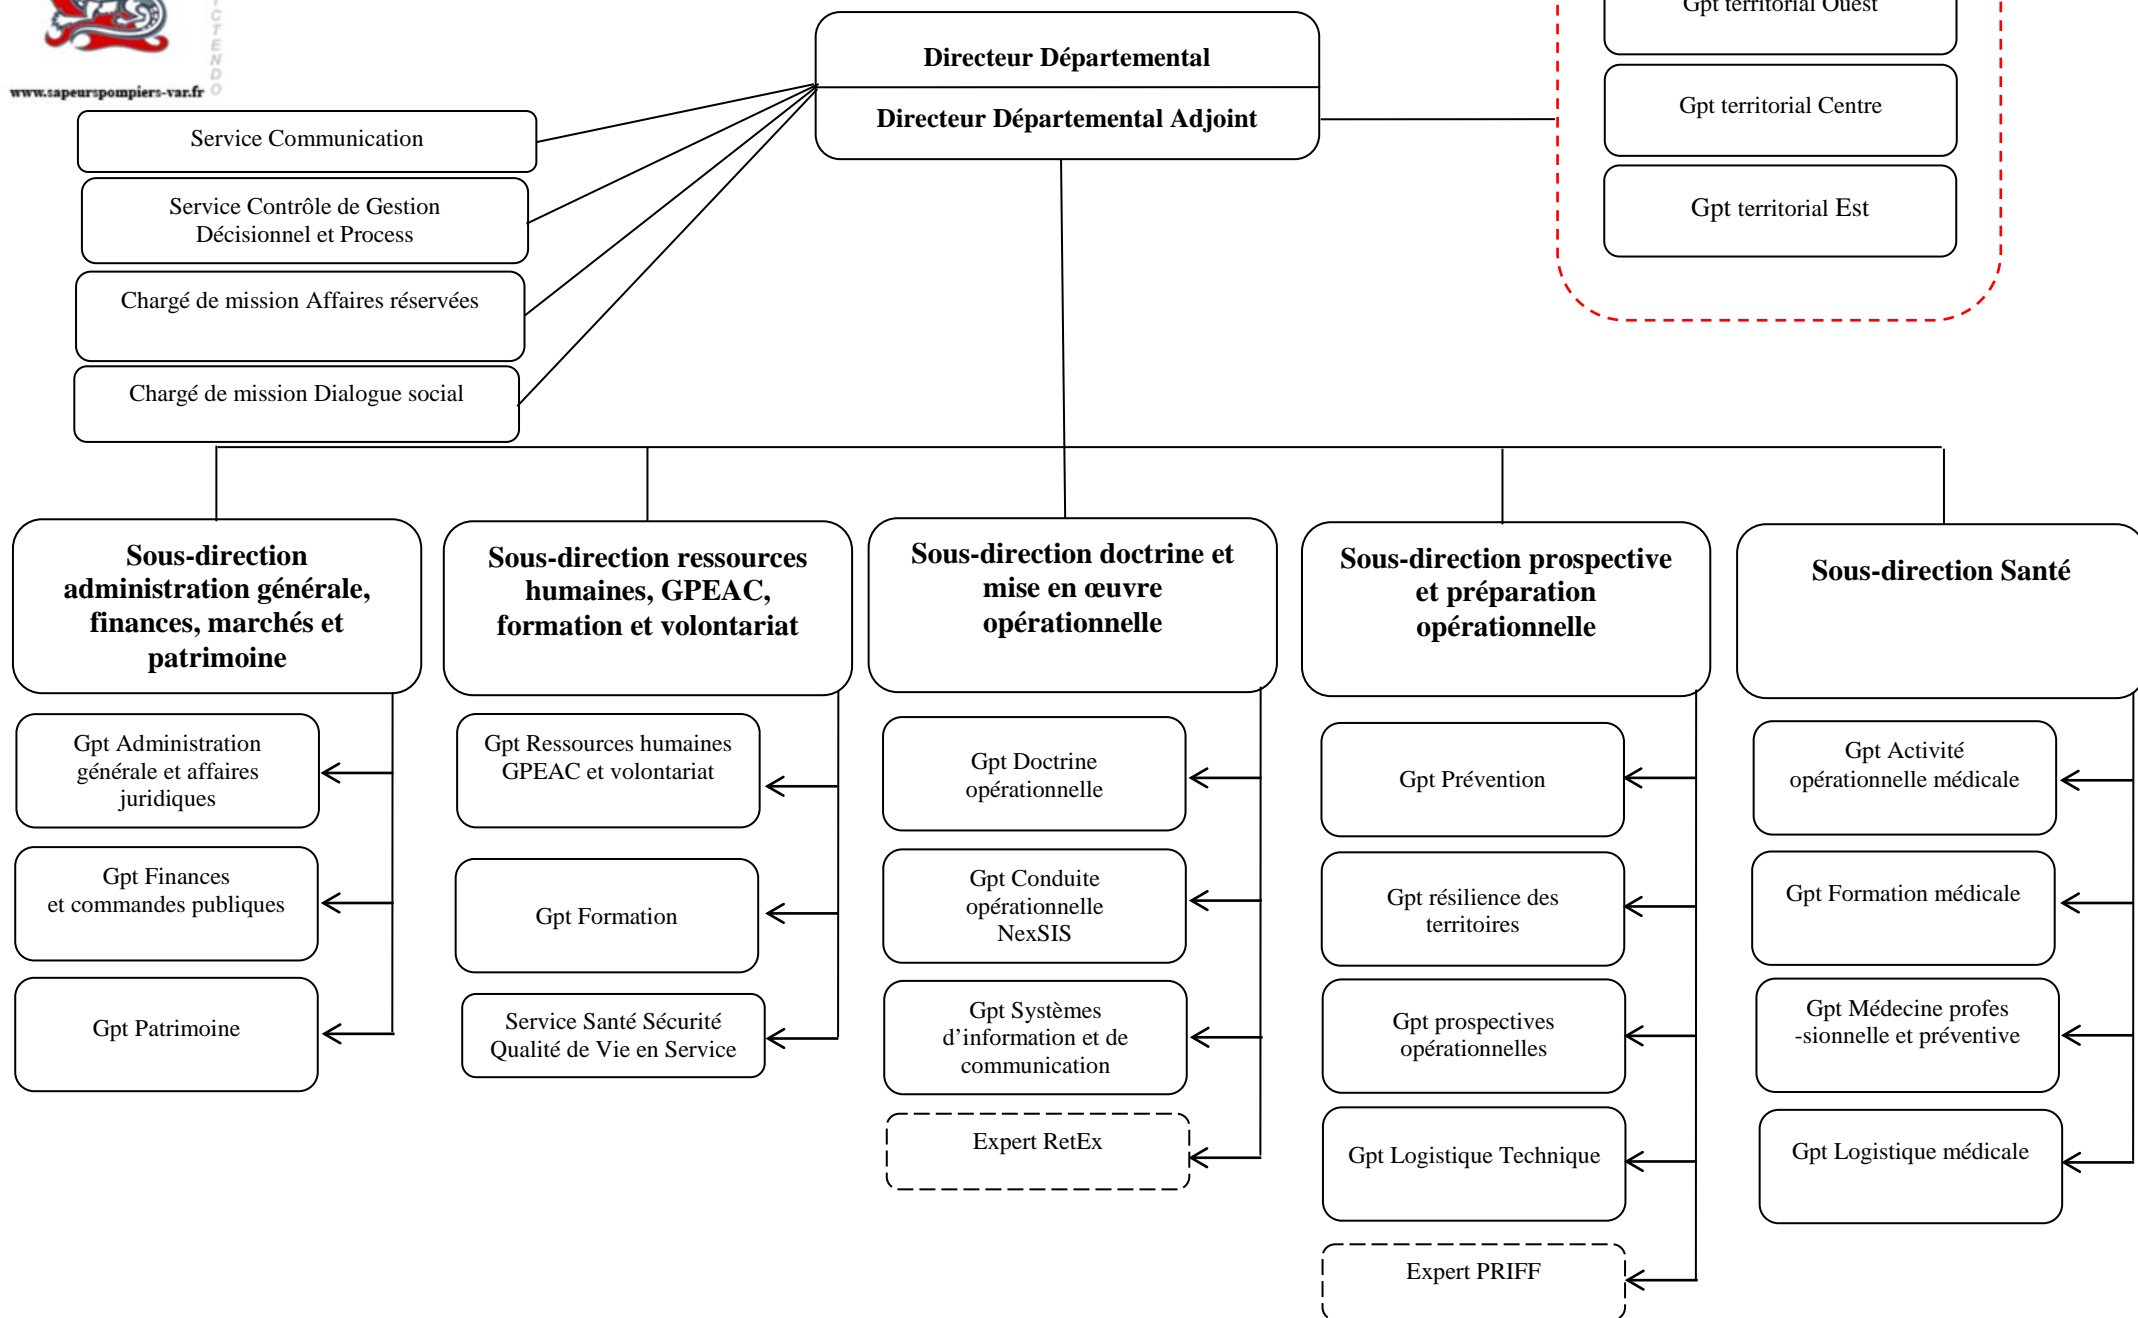 www.sapeurspompiers-var.fr
CTENDO
Directeur Départemental
Directeur Départemental Adjoint
Gpt territorial Ouest
Gpt territorial Centre
Gpt territorial Est
Service Communication
Service Contrôle de Gestion
Décisionnel et Process
Chargé de mission Affaires réservées
Chargé de mission Dialogue social
Sous-direction
administration générale,
finances, marchés et
patrimoine
Gpt Administration
générale et affaires
juridiques
Gpt Finances
et commandes publiques
Gpt Patrimoine
Sous-direction ressources
humaines, GPEAC,
formation et volontariat
Gpt Ressources humaines
GPEAC et volontariat
Gpt Formation
Service Santé Sécurité
Qualité de Vie en Service
Sous-direction doctrine et
mise en œuvre
opérationnelle
Gpt Doctrine
opérationnelle
Gpt Conduite
opérationnelle
NexSIS
Gpt Systèmes
d’information et de
communication
Expert RetEx
Sous-direction prospective
et préparation
opérationnelle
Gpt Prévention
Gpt résilience des
territoires
Gpt prospectives
opérationnelles
Gpt Logistique Technique
Expert PRIFF
Sous-direction Santé
Gpt Activité
opérationnelle médicale
Gpt Formation médicale
Gpt Médecine profes
-sionnelle et préventive
Gpt Logistique médicale